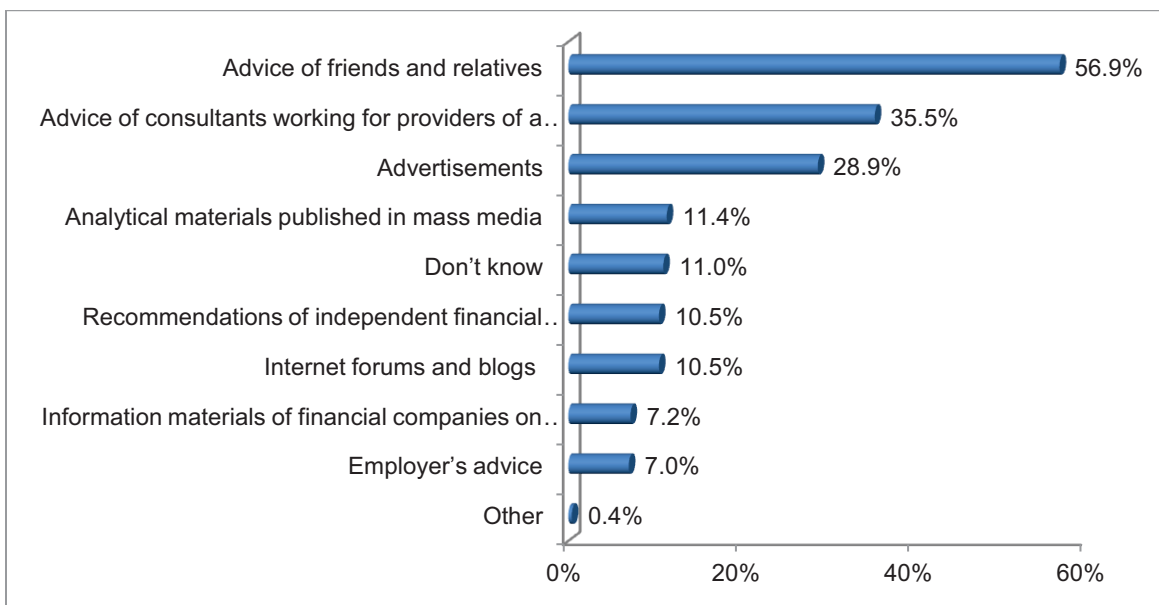 Advice of friends and relatives 56.9%
Advice of consultants working for providers of a.. 35.5%
Advertisements 28.9%
Analytical materials published in mass media 11.4%
Don’t know 11.0%
Recommendations of independent financial.. 10.5%
Internet forums and blogs 10.5%
Information materials of financial companies on.. 7.2%
Employer’s advice 7.0%
Other 0.4%
0% 20% 40% 60%